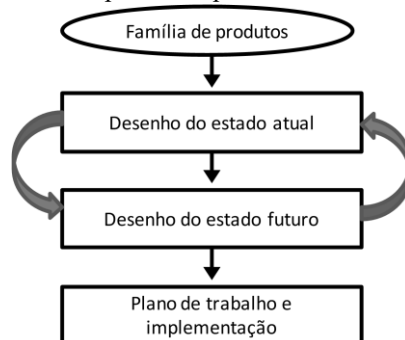 Família de produtos
Desenho do estado atual
Desenho do estado futuro
Plano de trabalho e
implementação